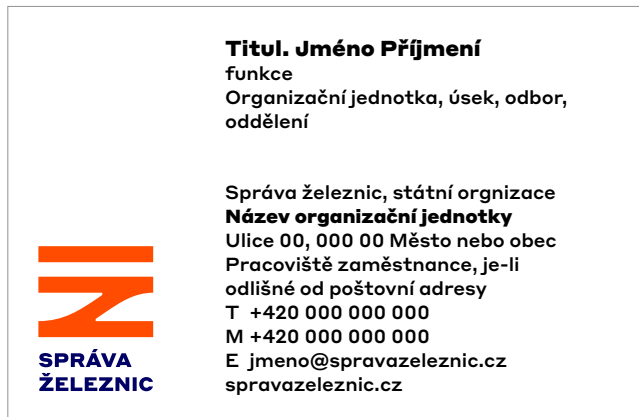 Titul. Jméno Příjmení
funkce
Organizační jednotka, úsek, odbor,
oddělení
Správa železnic, státní orgnizace
Název organizační jednotky
Ulice 00, 000 00 Město nebo obec
Pracoviště zaměstnance, je-li
odlišné od poštovní adresy
T +420 000 000 000
M +420 000 000 000
E jmeno@spravazeleznic.cz
spravazeleznic.cz
SPRÁVA
ŽELEZNIC